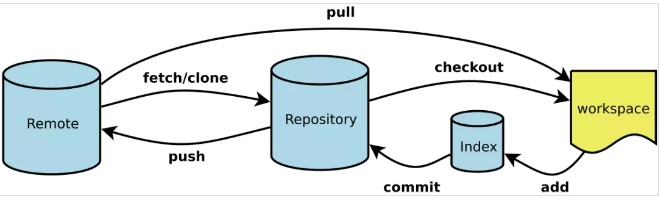 pull
fetch/clone
checkout
Remote
Repository
workspace
Index
push
commit
add